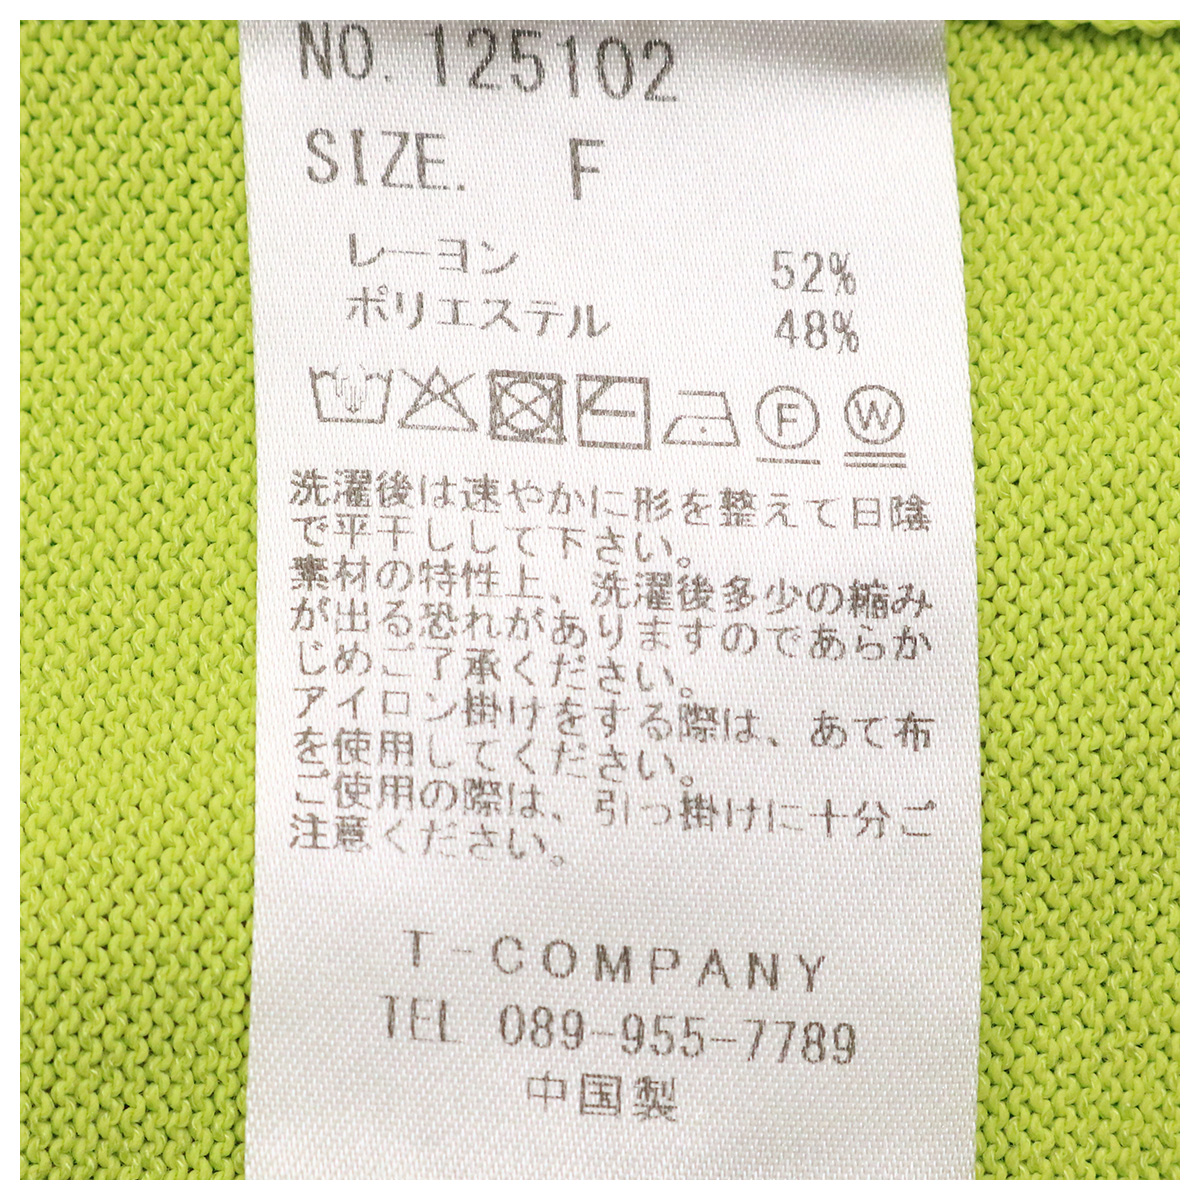 NO. 125102
SIZE. F
レーヨン 52%
ポリエステル 48%
F W
洗濯後は速やかに形を整えて日陰
で平干しして下さい。
素材の特性上、洗濯後多少の縮み
が出る恐れがありますのであらか
じめご了承ください。
アイロン掛けをする際は、あて布
を使用してください。
ご使用の際は、引っ掛けに十分ご
注意ください。
T-COMPANY
TEL 089-955-7789
中国製